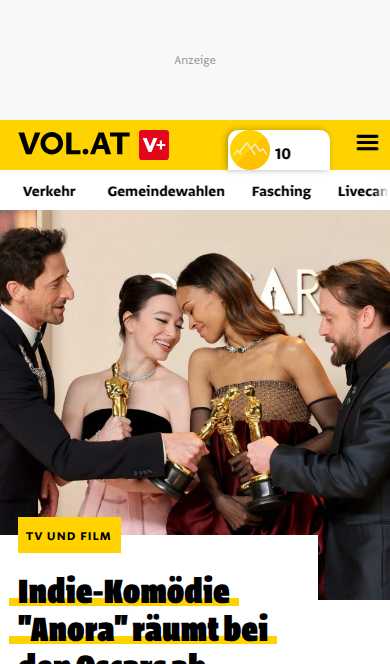 Anzeige
VOL.AT V+
10
Verkehr Gemeindewahlen Fasching Livecam
OSCAR
TV UND FILM
Indie-Komödie
"Anora" räumt bei
den Oscars ab